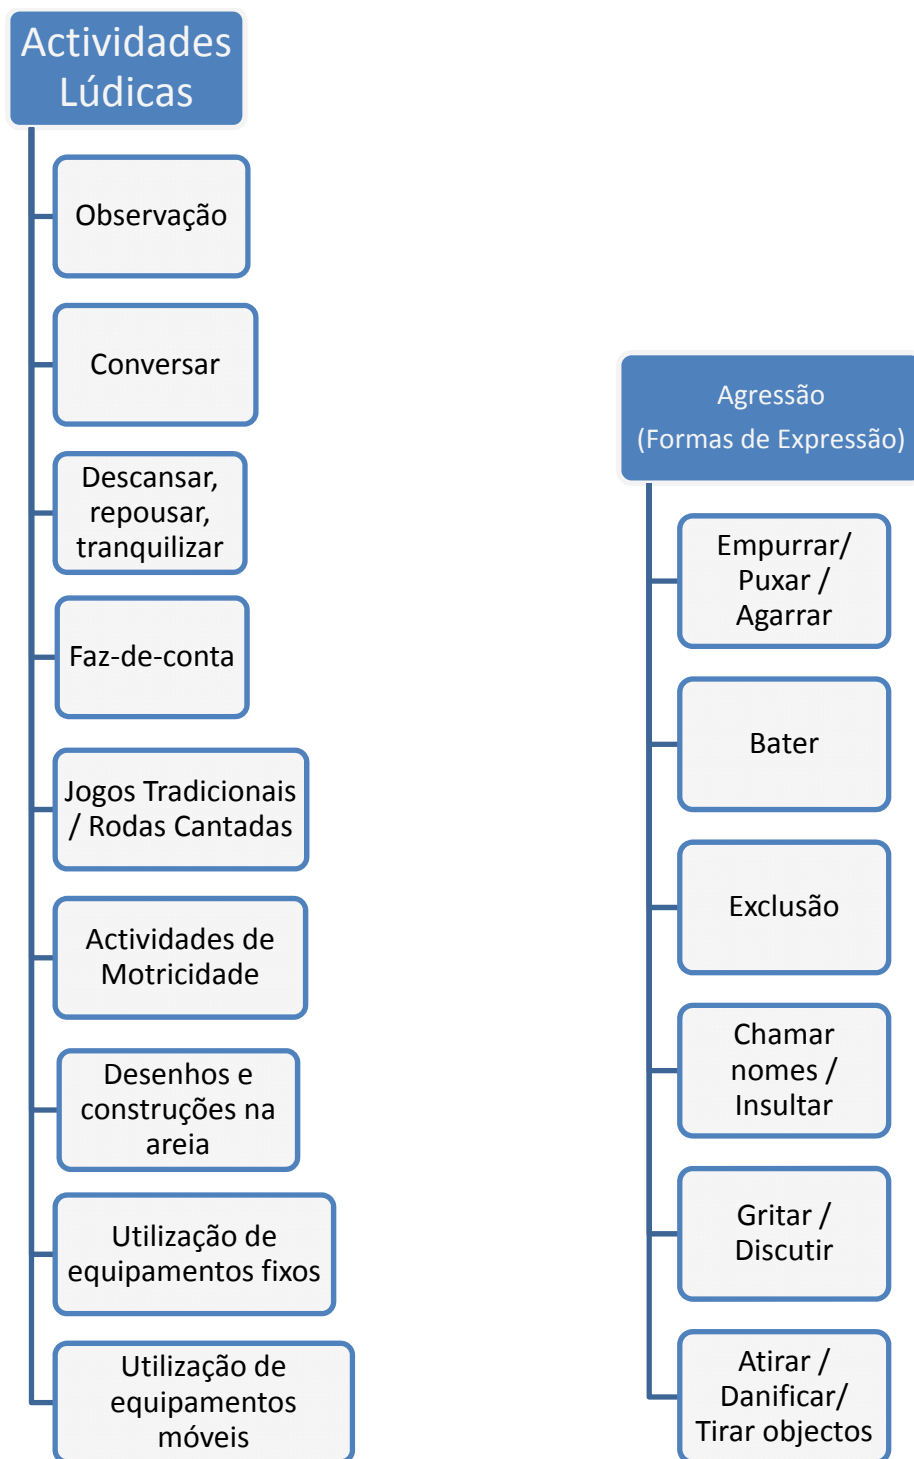 Actividades
Lúdicas
Observação
Conversar
Descansar,
repousar,
tranquilizar
Faz-de-conta
Jogos Tradicionais
/ Rodas Cantadas
Actividades de
Motricidade
Desenhos e
construções na
areia
Utilização de
equipamentos fixos
Utilização de
equipamentos
móveis
Agressão
(Formas de Expressão)
Empurrar/
Puxar /
Agarrar
Bater
Exclusão
Chamar
nomes /
Insultar
Gritar /
Discutir
Atirar /
Danificar/
Tirar objectos